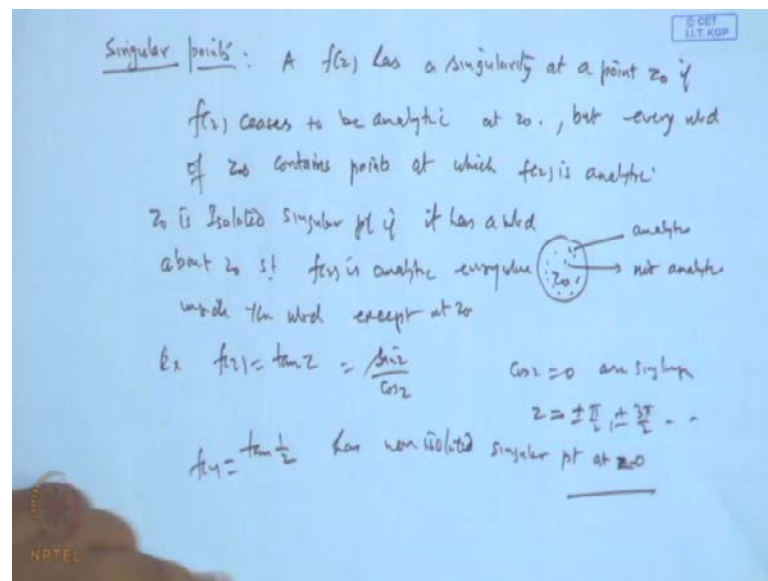 © CET
I.I.T. KGP
Singular points: A f(z) has a singularity at a point z0 if
f(z) ceases to be analytic at z0., but every nbd
of z0 contains points at which f(z) is analytic.
z0 is Isolated singular pt if it has a nbd
about z0 st f(z) is analytic everywhere
inside the nbd except at z0
z0.
analytic
not analytic
Ex f(z) = tan z = sin z / cos z
cos z = 0 are
z = ± π/2, ± 3π/2 - -
f(z) = tan 1/z has non isolated singular pt at z=0
NPTEL